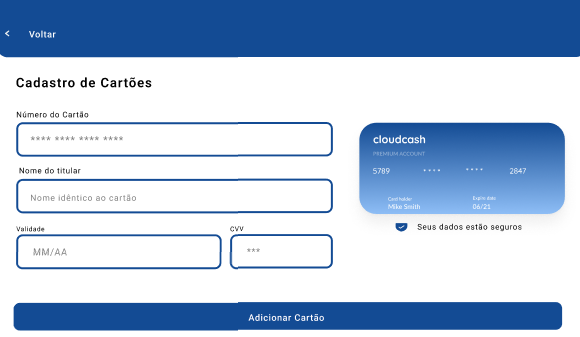 < Voltar
Cadastro de Cartões
Número do Cartão
**** **** **** ****
Nome do titular
Nome idêntico ao cartão
Validade
CVV
MM/AA
***
cloudcash
PREMIUM ACCOUNT
5789 **** **** 2847
Card holder
Mike Smith
Expire date
06/21
Seus dados estão seguros
Adicionar Cartão